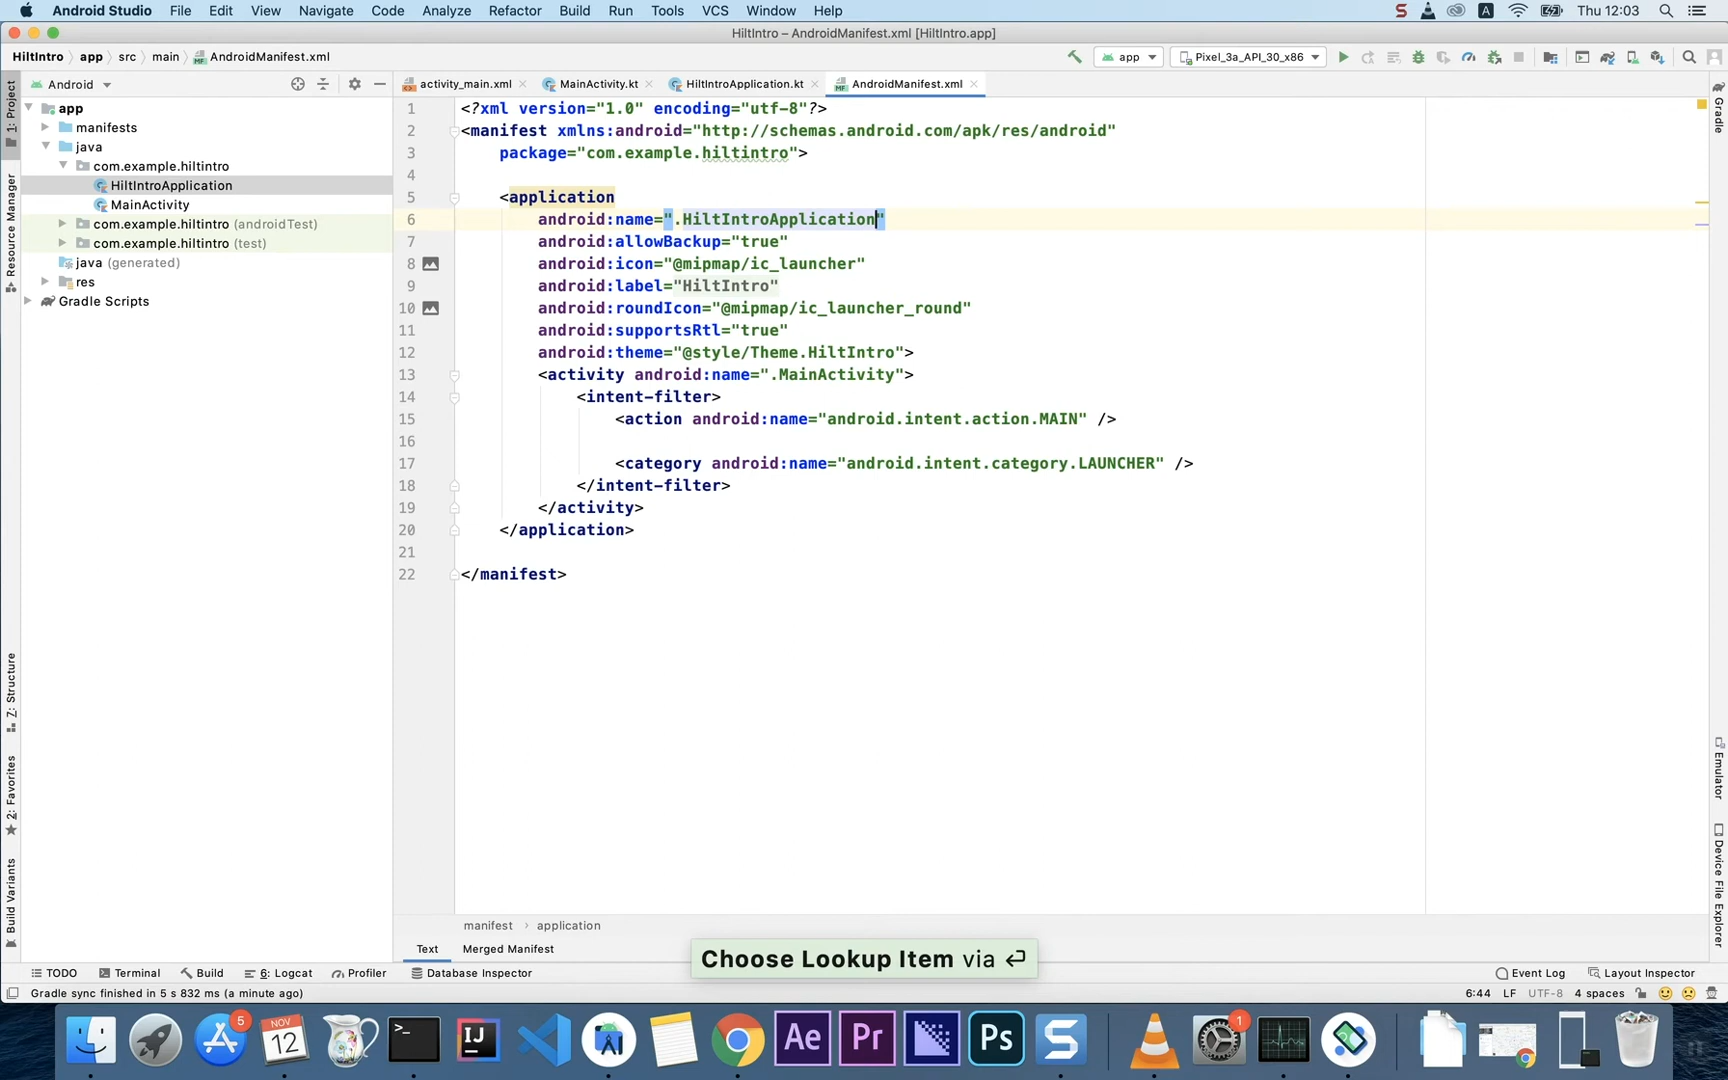 Android Studio File Edit View Navigate Code Analyze Refactor Build Run Tools VCS Window Help S A Thu 12:03
HiltIntro – AndroidManifest.xml [HiltIntro.app]
HiltIntro app src main AndroidManifest.xml app Pixel_3a_API_30_x86
Android activity_main.xml MainActivity.kt HiltIntroApplication.kt AndroidManifest.xml
1: Project
Resource Manager
Z: Structure
2: Favorites
Build Variants
app
manifests
java
com.example.hiltintro
HiltIntroApplication
MainActivity
com.example.hiltintro (androidTest)
com.example.hiltintro (test)
java (generated)
res
Gradle Scripts
1 <?xml version="1.0" encoding="utf-8"?>
2 <manifest xmlns:android="http://schemas.android.com/apk/res/android"
3 package="com.example.hiltintro">
4
5 <application
6 android:name=".HiltIntroApplication"
7 android:allowBackup="true"
8 android:icon="@mipmap/ic_launcher"
9 android:label="HiltIntro"
10 android:roundIcon="@mipmap/ic_launcher_round"
11 android:supportsRtl="true"
12 android:theme="@style/Theme.HiltIntro">
13 <activity android:name=".MainActivity">
14 <intent-filter>
15 <action android:name="android.intent.action.MAIN" />
16
17 <category android:name="android.intent.category.LAUNCHER" />
18 </intent-filter>
19 </activity>
20 </application>
21
22 </manifest>
Gradle
Emulator
Device File Explorer
manifest › application
Text Merged Manifest
Choose Lookup Item via ⏎
TODO Terminal Build 6: Logcat Profiler Database Inspector Event Log Layout Inspector
Gradle sync finished in 5 s 832 ms (a minute ago) 6:44 LF UTF-8 4 spaces
5 NOV 12 >_ IJ Ae Pr Ps S 1